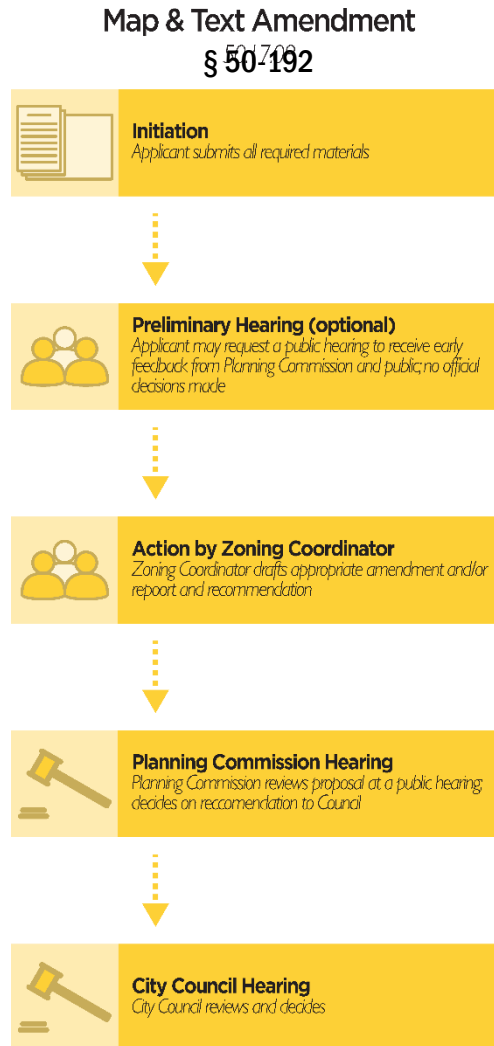 Map & Text Amendment
§ 50-192
Initiation
Applicant submits all required materials
Preliminary Hearing (optional)
Applicant may request a public hearing to receive early
feedback from Planning Commission and public; no official
decisions made
Action by Zoning Coordinator
Zoning Coordinator drafts appropriate amendment and/or
repoort and recommendation
Planning Commission Hearing
Planning Commission reviews proposal at a public hearing;
decides on reccomendation to Council
City Council Hearing
City Council reviews and decides